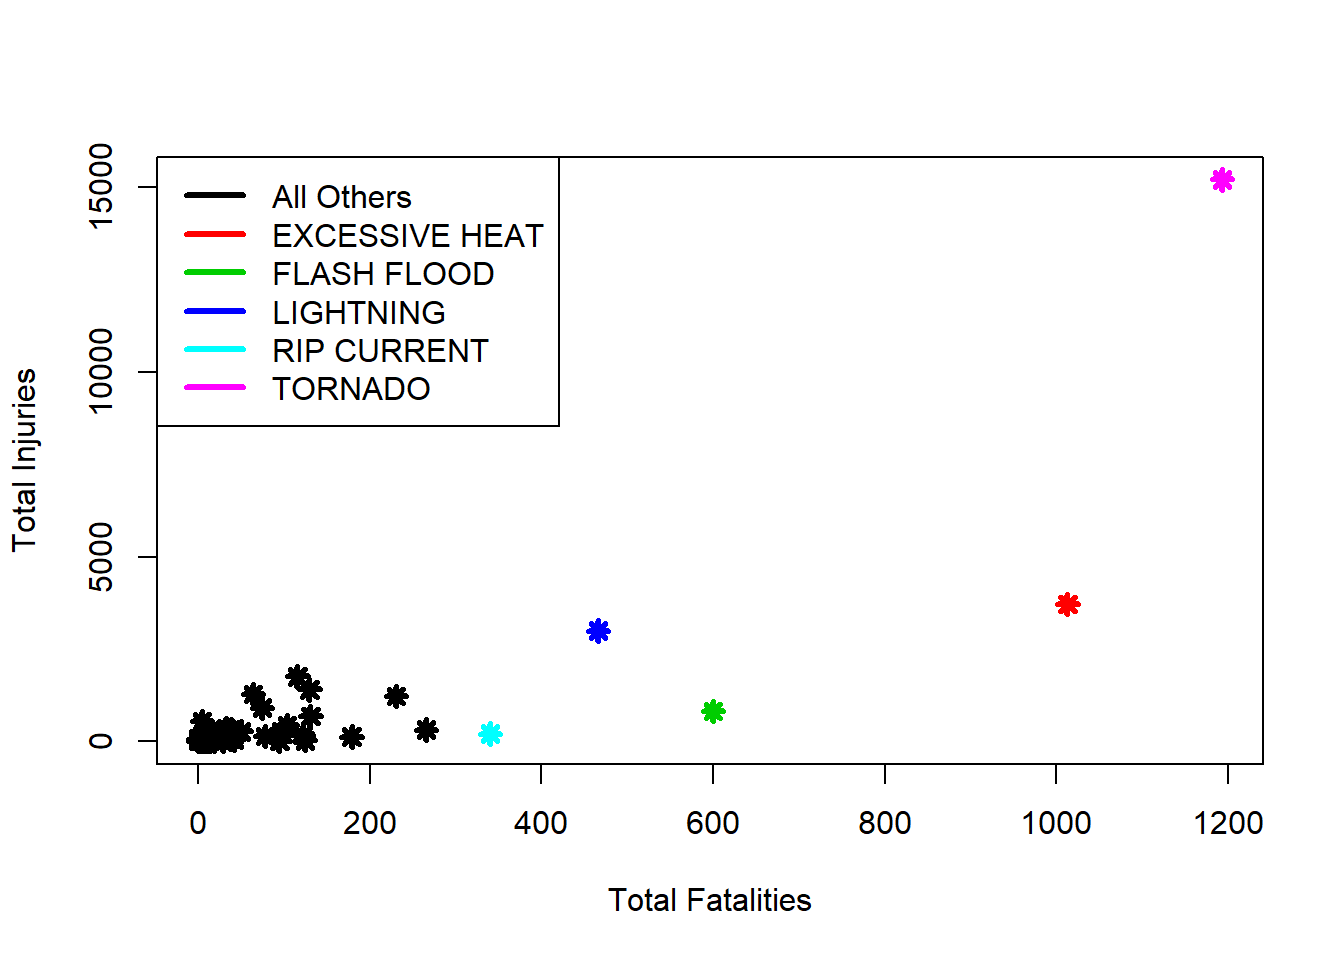 All Others
EXCESSIVE HEAT
FLASH FLOOD
LIGHTNING
RIP CURRENT
TORNADO
Total Injuries
15000
10000
5000
0
0 200 400 600 800 1000 1200
Total Fatalities